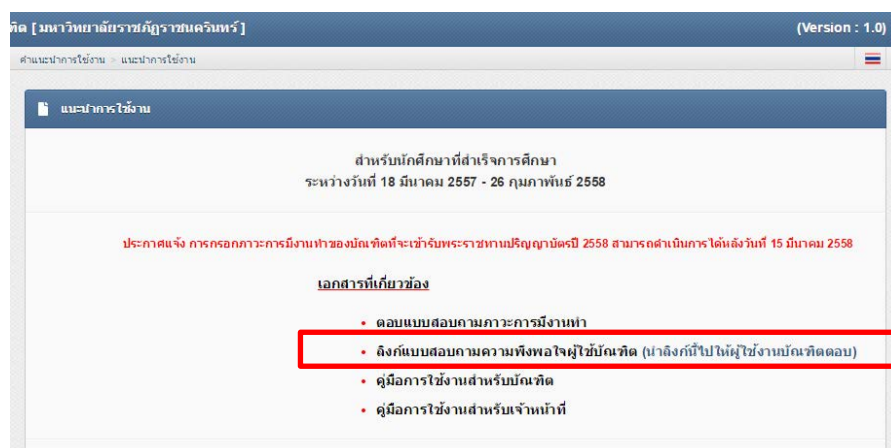 ทิต [มหาวิทยาลัยราชภัฏราชนครินทร์] (Version : 1.0)
คำแนะนำการใช้งาน > แนะนำการใช้งาน
แนะนำการใช้งาน
สำหรับนักศึกษาที่สำเร็จการศึกษา
ระหว่างวันที่ 18 มีนาคม 2557 - 26 กุมภาพันธ์ 2558
ประกาศแจ้ง การกรอกภาวะการมีงานทำของบัณฑิตที่จะเข้ารับพระราชทานปริญญาบัตรปี 2558 สามารถดำเนินการได้หลังวันที่ 15 มีนาคม 2558
เอกสารที่เกี่ยวข้อง
• ตอบแบบสอบถามภาวะการมีงานทำ
• ลิงก์แบบสอบถามความพึงพอใจผู้ใช้บัณฑิต (นำลิงก์นี้ไปให้ผู้ใช้งานบัณฑิตตอบ)
• คู่มือการใช้งานสำหรับบัณฑิต
• คู่มือการใช้งานสำหรับเจ้าหน้าที่